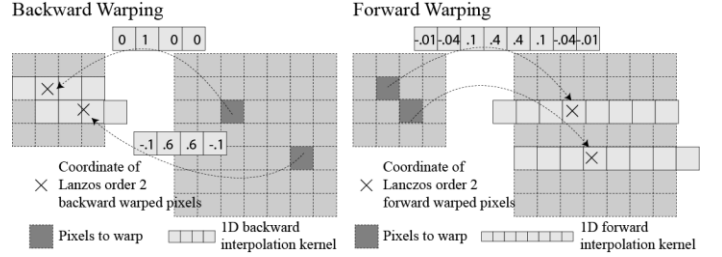 Backward Warping
0 1 0 0
-.1 .6 .6 -.1
Coordinate of
Lanzos order 2
backward warped pixels
Pixels to warp
1D backward
interpolation kernel
Forward Warping
-.01 -.04 .1 .4 .4 .1 -.04 -.01
Coordinate of
Lanczos order 2
forward warped pixels
Pixels to warp
1D forward
interpolation kernel